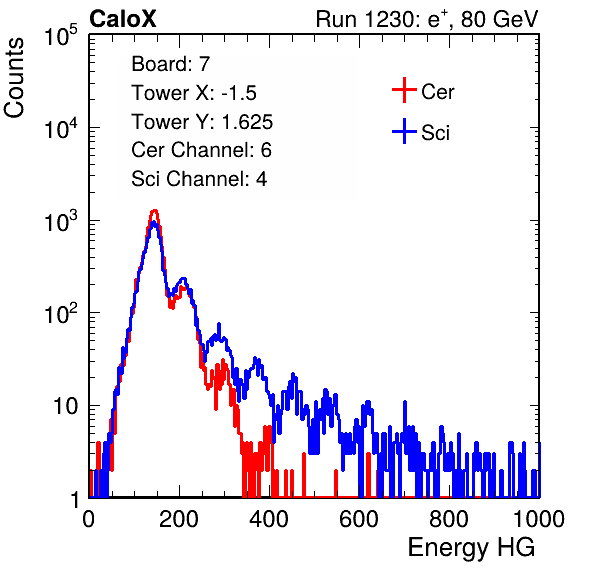 CaloX Run 1230: e⁺, 80 GeV
Counts
10⁵
10⁴
10³
10²
10
1
Board: 7
Tower X: -1.5
Tower Y: 1.625
Cer Channel: 6
Sci Channel: 4
Cer
Sci
0 200 400 600 800 1000
Energy HG